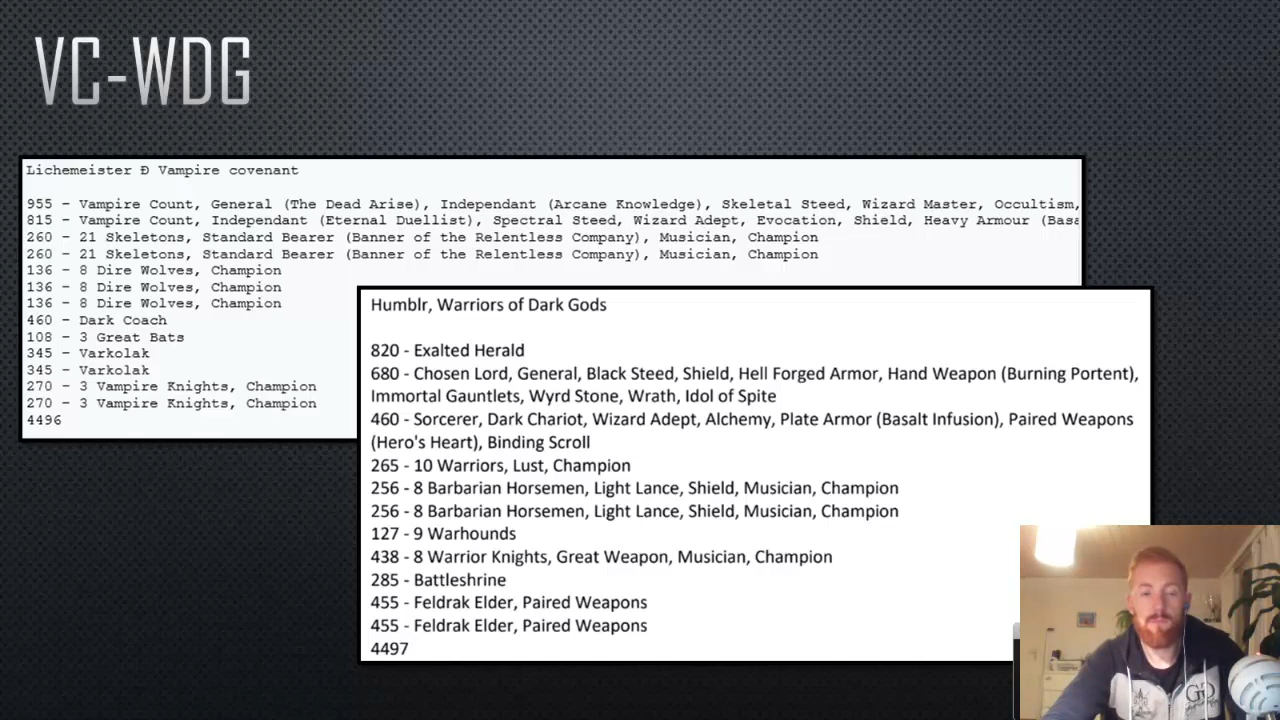 VC-WDG
Lichemeister Ð Vampire covenant
955 - Vampire Count, General (The Dead Arise), Independant (Arcane Knowledge), Skeletal Steed, Wizard Master, Occultism,
815 - Vampire Count, Independant (Eternal Duellist), Spectral Steed, Wizard Adept, Evocation, Shield, Heavy Armour (Basa
260 - 21 Skeletons, Standard Bearer (Banner of the Relentless Company), Musician, Champion
260 - 21 Skeletons, Standard Bearer (Banner of the Relentless Company), Musician, Champion
136 - 8 Dire Wolves, Champion
136 - 8 Dire Wolves, Champion
136 - 8 Dire Wolves, Champion
460 - Dark Coach
108 - 3 Great Bats
345 - Varkolak
345 - Varkolak
270 - 3 Vampire Knights, Champion
270 - 3 Vampire Knights, Champion
4496
Humblr, Warriors of Dark Gods
820 - Exalted Herald
680 - Chosen Lord, General, Black Steed, Shield, Hell Forged Armor, Hand Weapon (Burning Portent),
Immortal Gauntlets, Wyrd Stone, Wrath, Idol of Spite
460 - Sorcerer, Dark Chariot, Wizard Adept, Alchemy, Plate Armor (Basalt Infusion), Paired Weapons
(Hero's Heart), Binding Scroll
265 - 10 Warriors, Lust, Champion
256 - 8 Barbarian Horsemen, Light Lance, Shield, Musician, Champion
256 - 8 Barbarian Horsemen, Light Lance, Shield, Musician, Champion
127 - 9 Warhounds
438 - 8 Warrior Knights, Great Weapon, Musician, Champion
285 - Battleshrine
455 - Feldrak Elder, Paired Weapons
455 - Feldrak Elder, Paired Weapons
4497